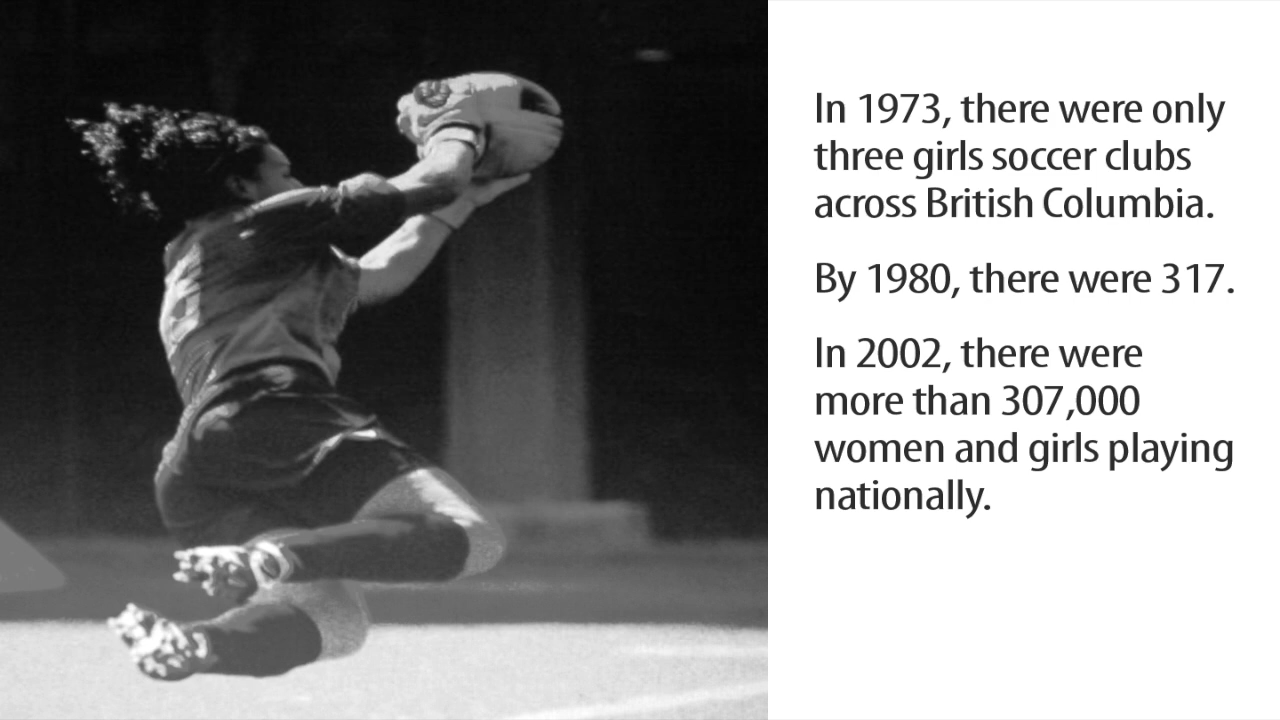 In 1973, there were only
three girls soccer clubs
across British Columbia.
By 1980, there were 317.
In 2002, there were
more than 307,000
women and girls playing
nationally.